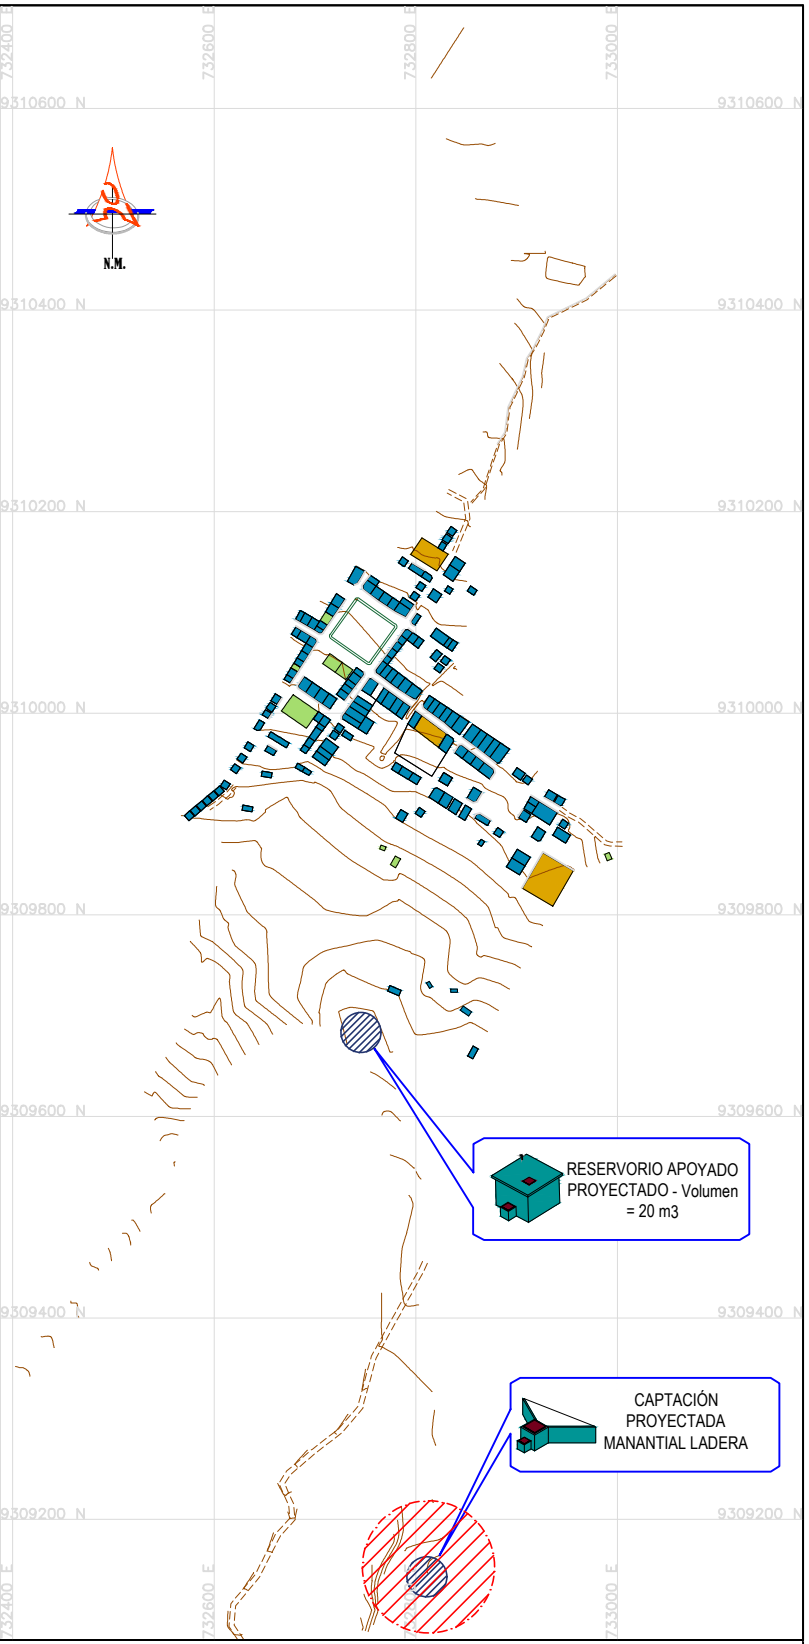 732400 E
732600 E
732800 E
733000 E
9310600 N
9310600 N
N.M.
9310400 N
9310400 N
9310200 N
9310200 N
9310000 N
9310000 N
9309800 N
9309800 N
9309600 N
9309600 N
RESERVORIO APOYADO
PROYECTADO - Volumen
= 20 m3
9309400 N
9309400 N
CAPTACIÓN
PROYECTADA
MANANTIAL LADERA
9309200 N
9309200 N
732400 E
732600 E
732800 E
733000 E